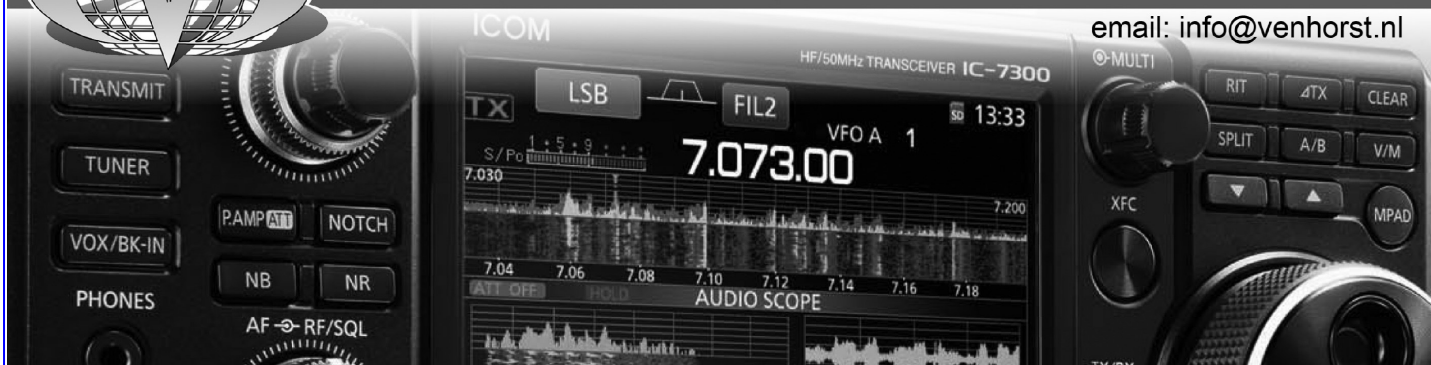 email: info@venhorst.nl
ICOM
HF/50MHz TRANSCEIVER IC-7300
TRANSMIT
TUNER
VOX/BK-IN
PHONES
P.AMP ATT
NOTCH
NB
NR
AF RF/SQL
TX
LSB
FIL2
SD 13:33
VFO A 1
S/Po 1 5 9
7.073.00
7.030
7.200
7.04 7.06 7.08 7.10 7.12 7.14 7.16 7.18
ATT OFF
HOLD
AUDIO SCOPE
MULTI
XFC
RIT
⊿TX
CLEAR
SPLIT
A/B
V/M
MPAD
TX/RX